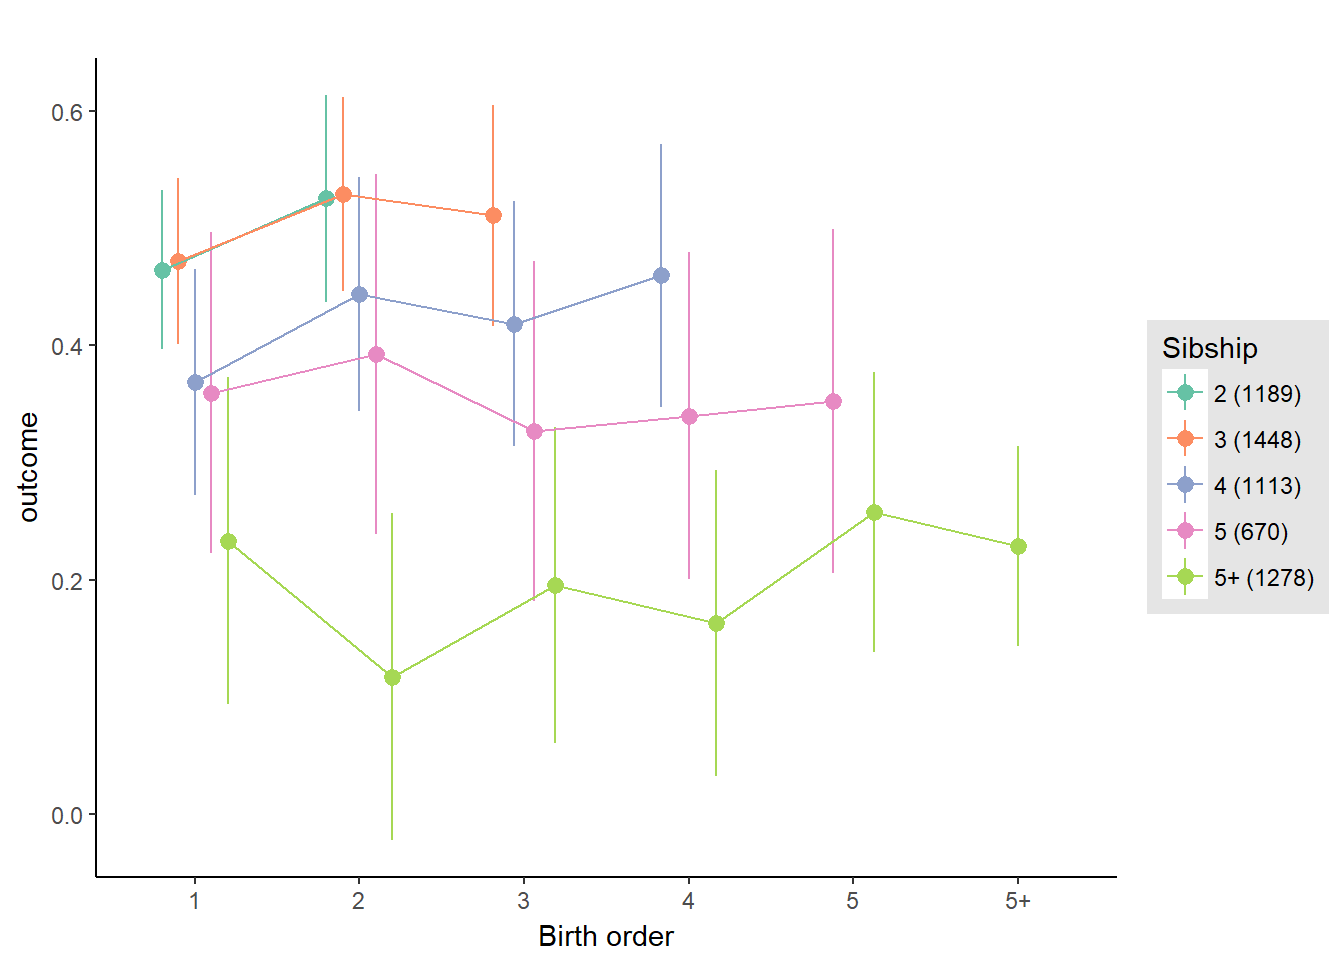 0.6
0.4
0.2
0.0
outcome
1 2 3 4 5 5+
Birth order
Sibship
2 (1189)
3 (1448)
4 (1113)
5 (670)
5+ (1278)